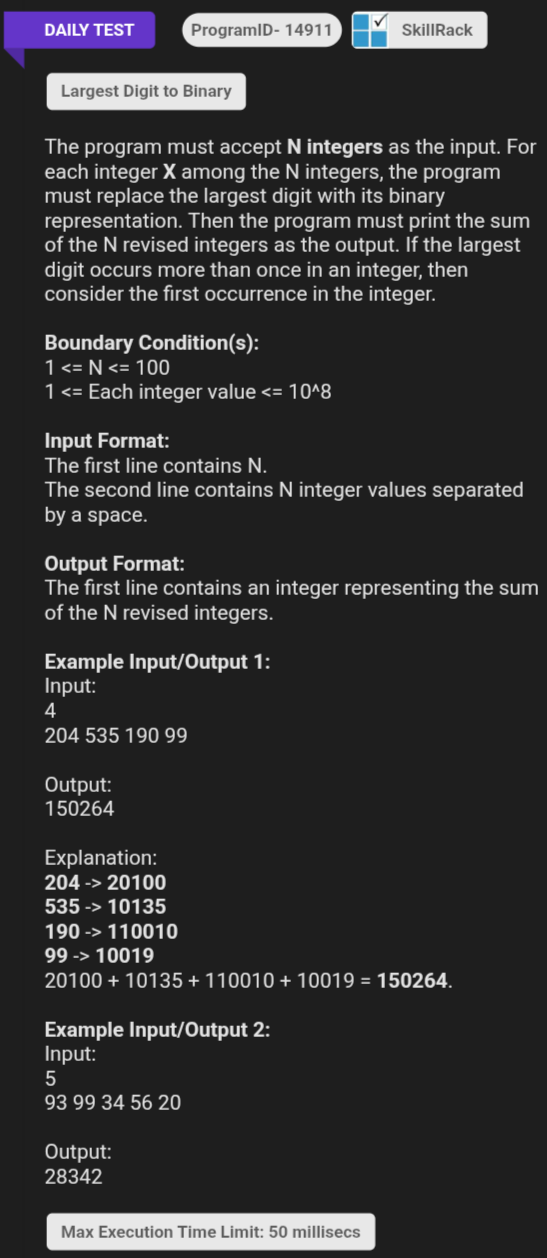 DAILY TEST
ProgramID- 14911
SkillRack
Largest Digit to Binary
The program must accept N integers as the input. For
each integer X among the N integers, the program
must replace the largest digit with its binary
representation. Then the program must print the sum
of the N revised integers as the output. If the largest
digit occurs more than once in an integer, then
consider the first occurrence in the integer.
Boundary Condition(s):
1 <= N <= 100
1 <= Each integer value <= 10^8
Input Format:
The first line contains N.
The second line contains N integer values separated
by a space.
Output Format:
The first line contains an integer representing the sum
of the N revised integers.
Example Input/Output 1:
Input:
4
204 535 190 99
Output:
150264
Explanation:
204 -> 20100
535 -> 10135
190 -> 110010
99 -> 10019
20100 + 10135 + 110010 + 10019 = 150264.
Example Input/Output 2:
Input:
5
93 99 34 56 20
Output:
28342
Max Execution Time Limit: 50 millisecs